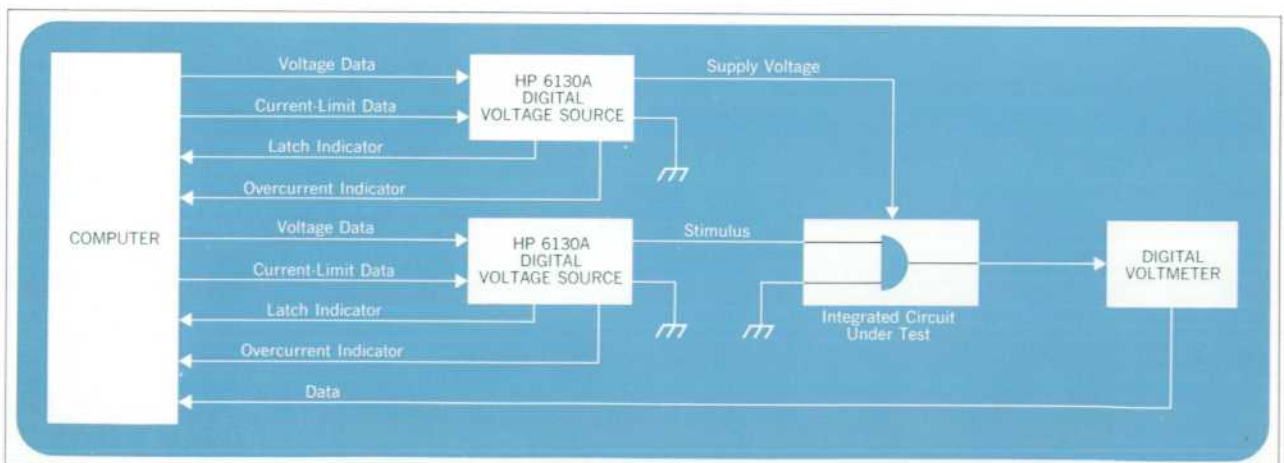 Voltage Data
Current-Limit Data
Latch Indicator
Overcurrent Indicator
HP 6130A
DIGITAL
VOLTAGE SOURCE
Supply Voltage
COMPUTER
Voltage Data
Current-Limit Data
Latch Indicator
Overcurrent Indicator
Data
HP 6130A
DIGITAL
VOLTAGE SOURCE
Stimulus
Integrated Circuit
Under Test
DIGITAL
VOLTMETER